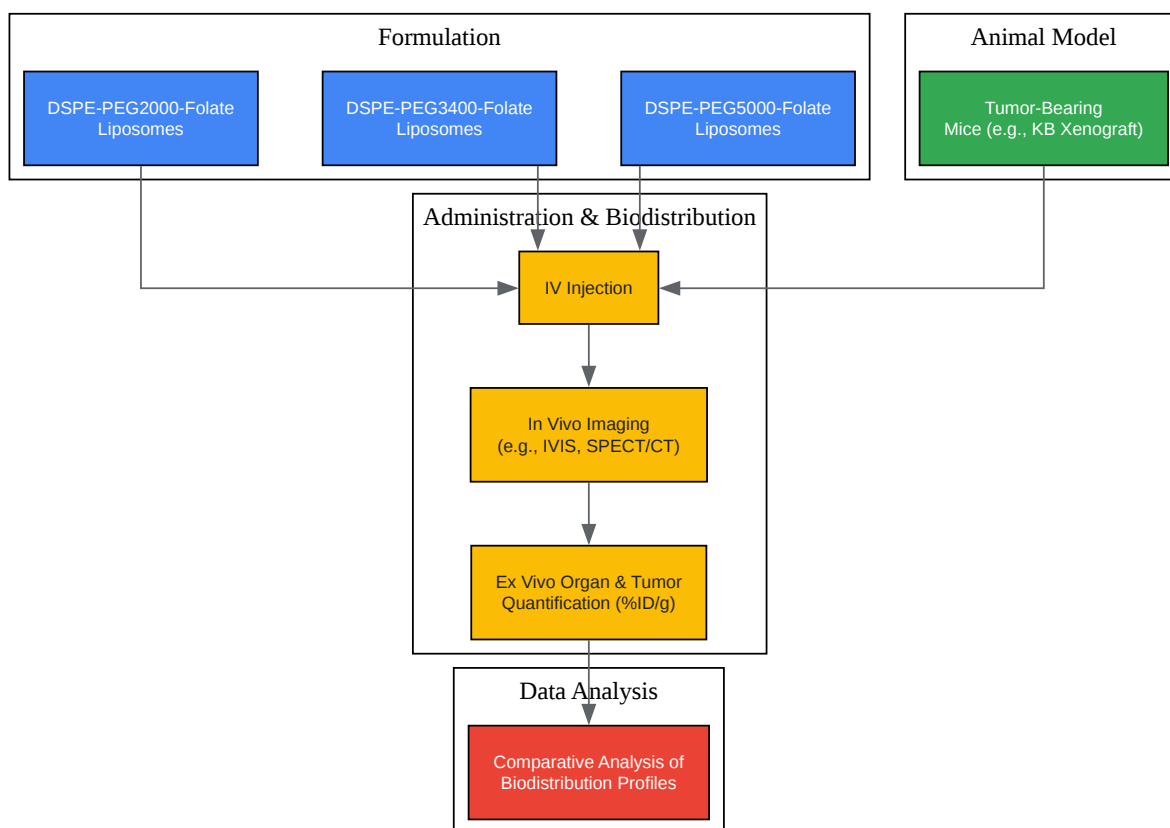 Formulation
DSPE-PEG2000-Folate
Liposomes
DSPE-PEG3400-Folate
Liposomes
DSPE-PEG5000-Folate
Liposomes
Animal Model
Tumor-Bearing
Mice (e.g., KB Xenograft)
Administration & Biodistribution
IV Injection
In Vivo Imaging
(e.g., IVIS, SPECT/CT)
Ex Vivo Organ & Tumor
Quantification (%ID/g)
Data Analysis
Comparative Analysis of
Biodistribution Profiles